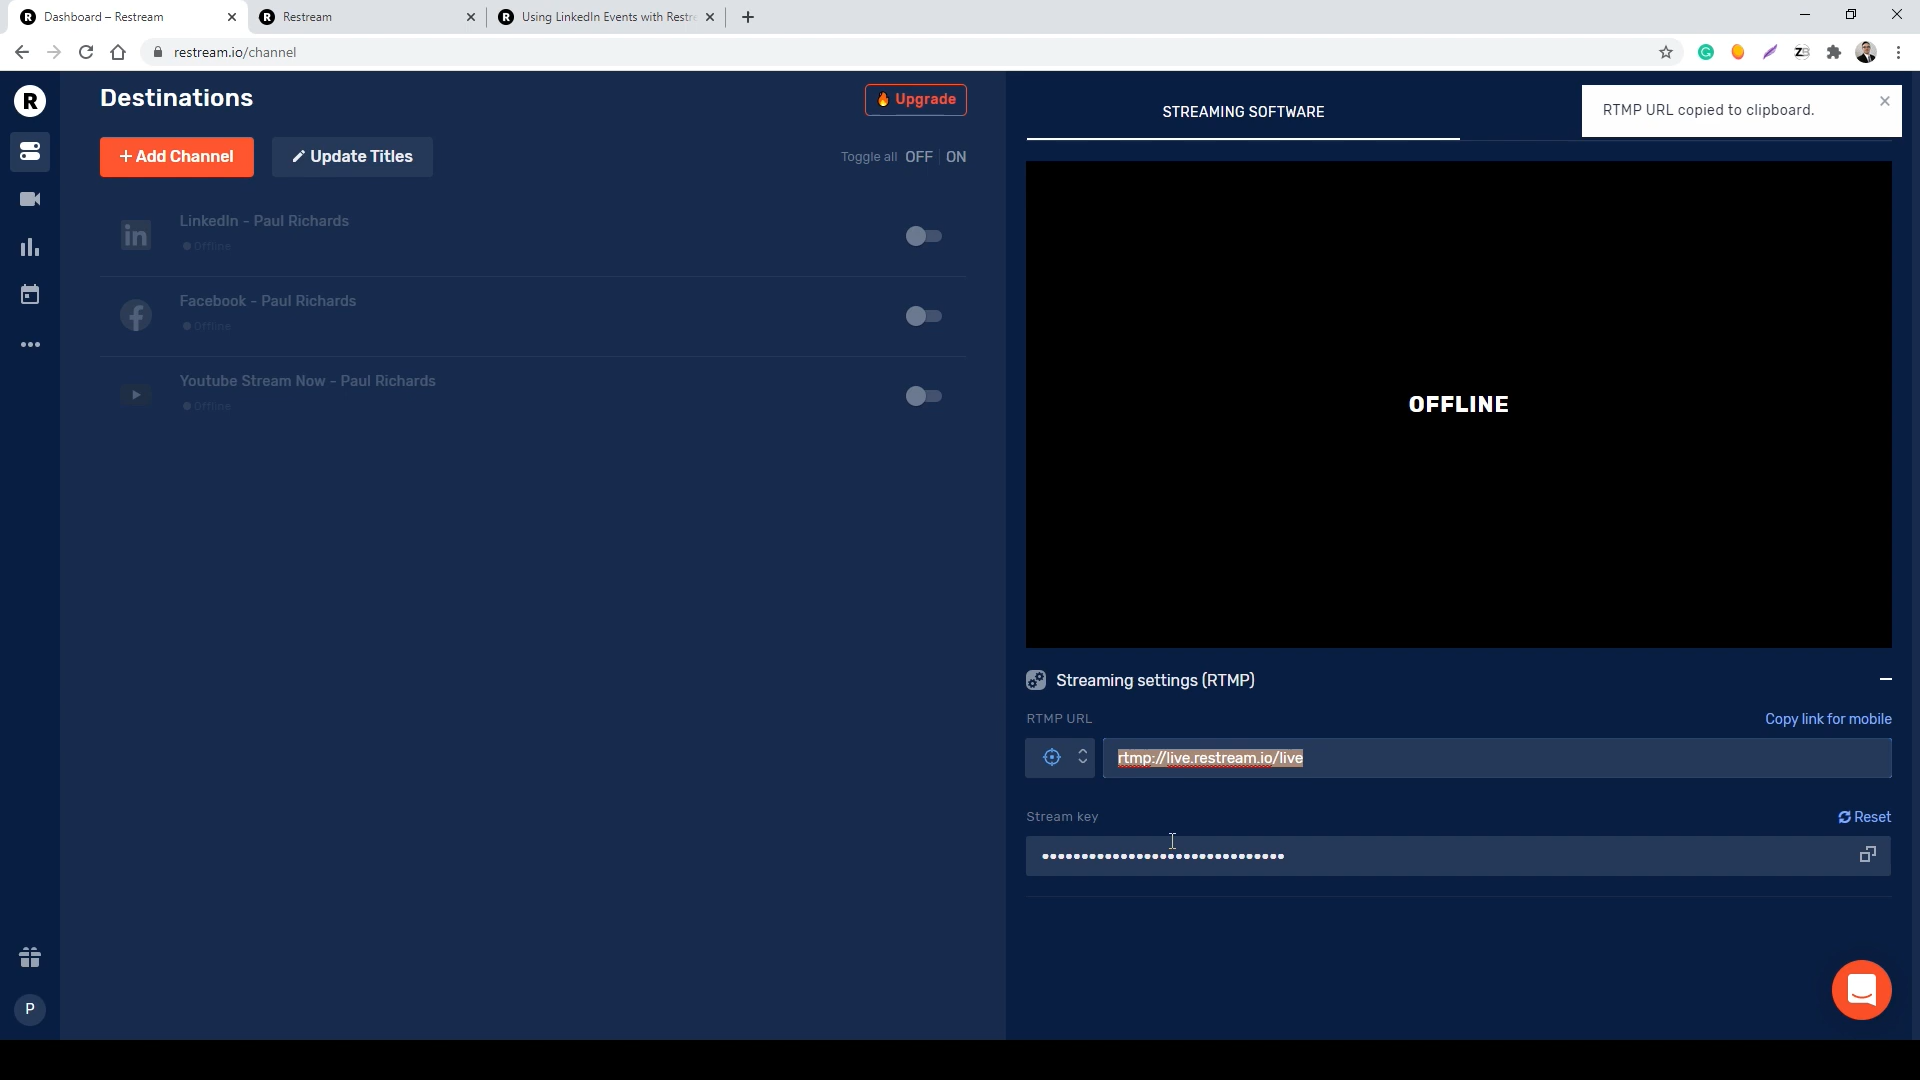 Dashboard – Restream
Restream
Using LinkedIn Events with Restre
restream.io/channel
Destinations
Upgrade
STREAMING SOFTWARE
RTMP URL copied to clipboard.
+ Add Channel
Update Titles
Toggle all OFF | ON
LinkedIn - Paul Richards
Offline
Facebook - Paul Richards
Offline
Youtube Stream Now - Paul Richards
Offline
OFFLINE
Streaming settings (RTMP)
RTMP URL
Copy link for mobile
rtmp://live.restream.io/live
Stream key
Reset
••••••••••••••••••••••••••••••••
P